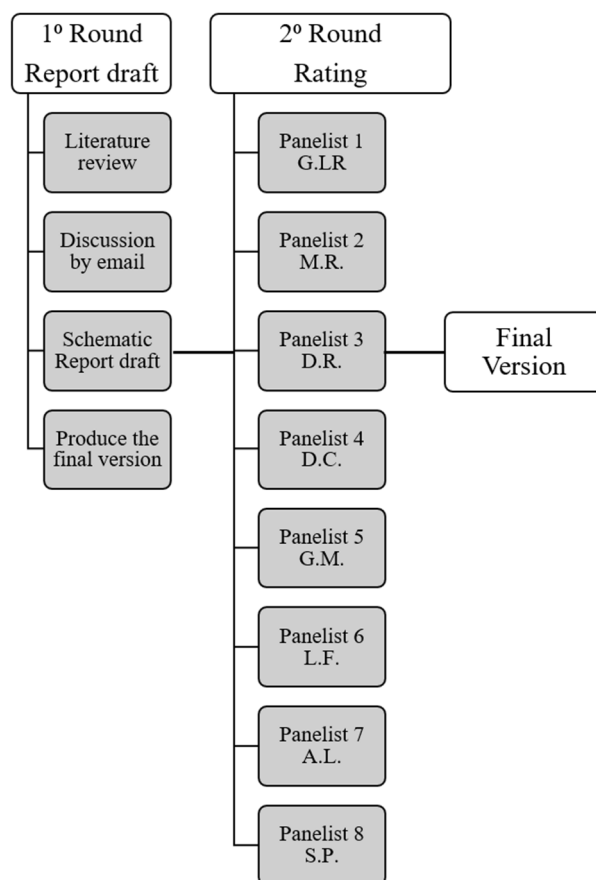 1º Round
Report draft
Literature
review
Discussion
by email
Schematic
Report draft
Produce the
final version
2º Round
Rating
Panelist 1
G.LR
Panelist 2
M.R.
Panelist 3
D.R.
Panelist 4
D.C.
Panelist 5
G.M.
Panelist 6
L.F.
Panelist 7
A.L.
Panelist 8
S.P.
Final
Version